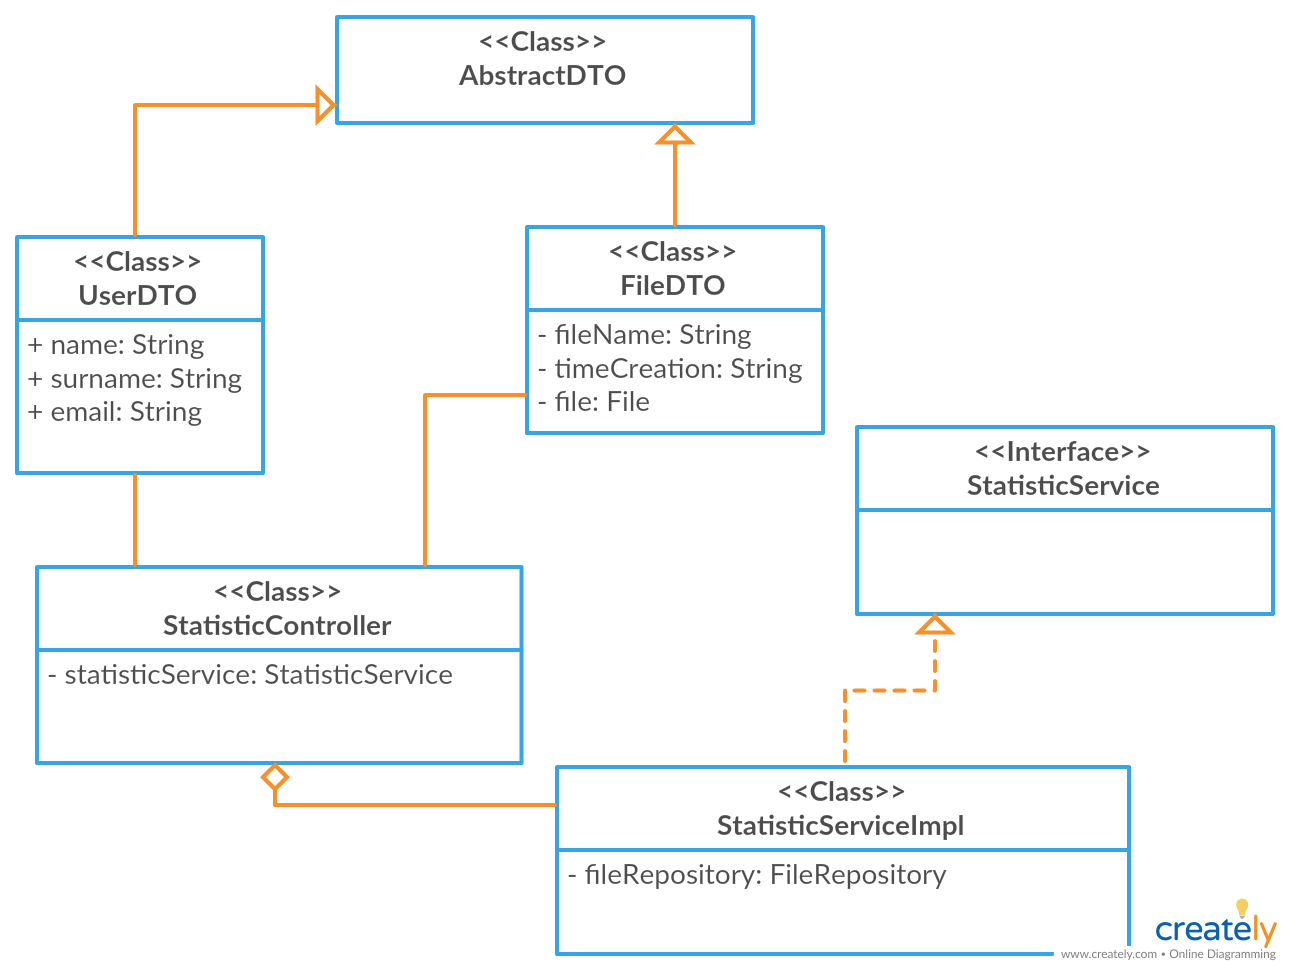 <<Class>>
AbstractDTO
<<Class>>
UserDTO
+ name: String
+ surname: String
+ email: String
<<Class>>
FileDTO
- fileName: String
- timeCreation: String
- file: File
<<Interface>>
StatisticService
<<Class>>
StatisticController
- statisticService: StatisticService
<<Class>>
StatisticServiceImpl
- fileRepository: FileRepository
creately
www.creately.com • Online Diagramming